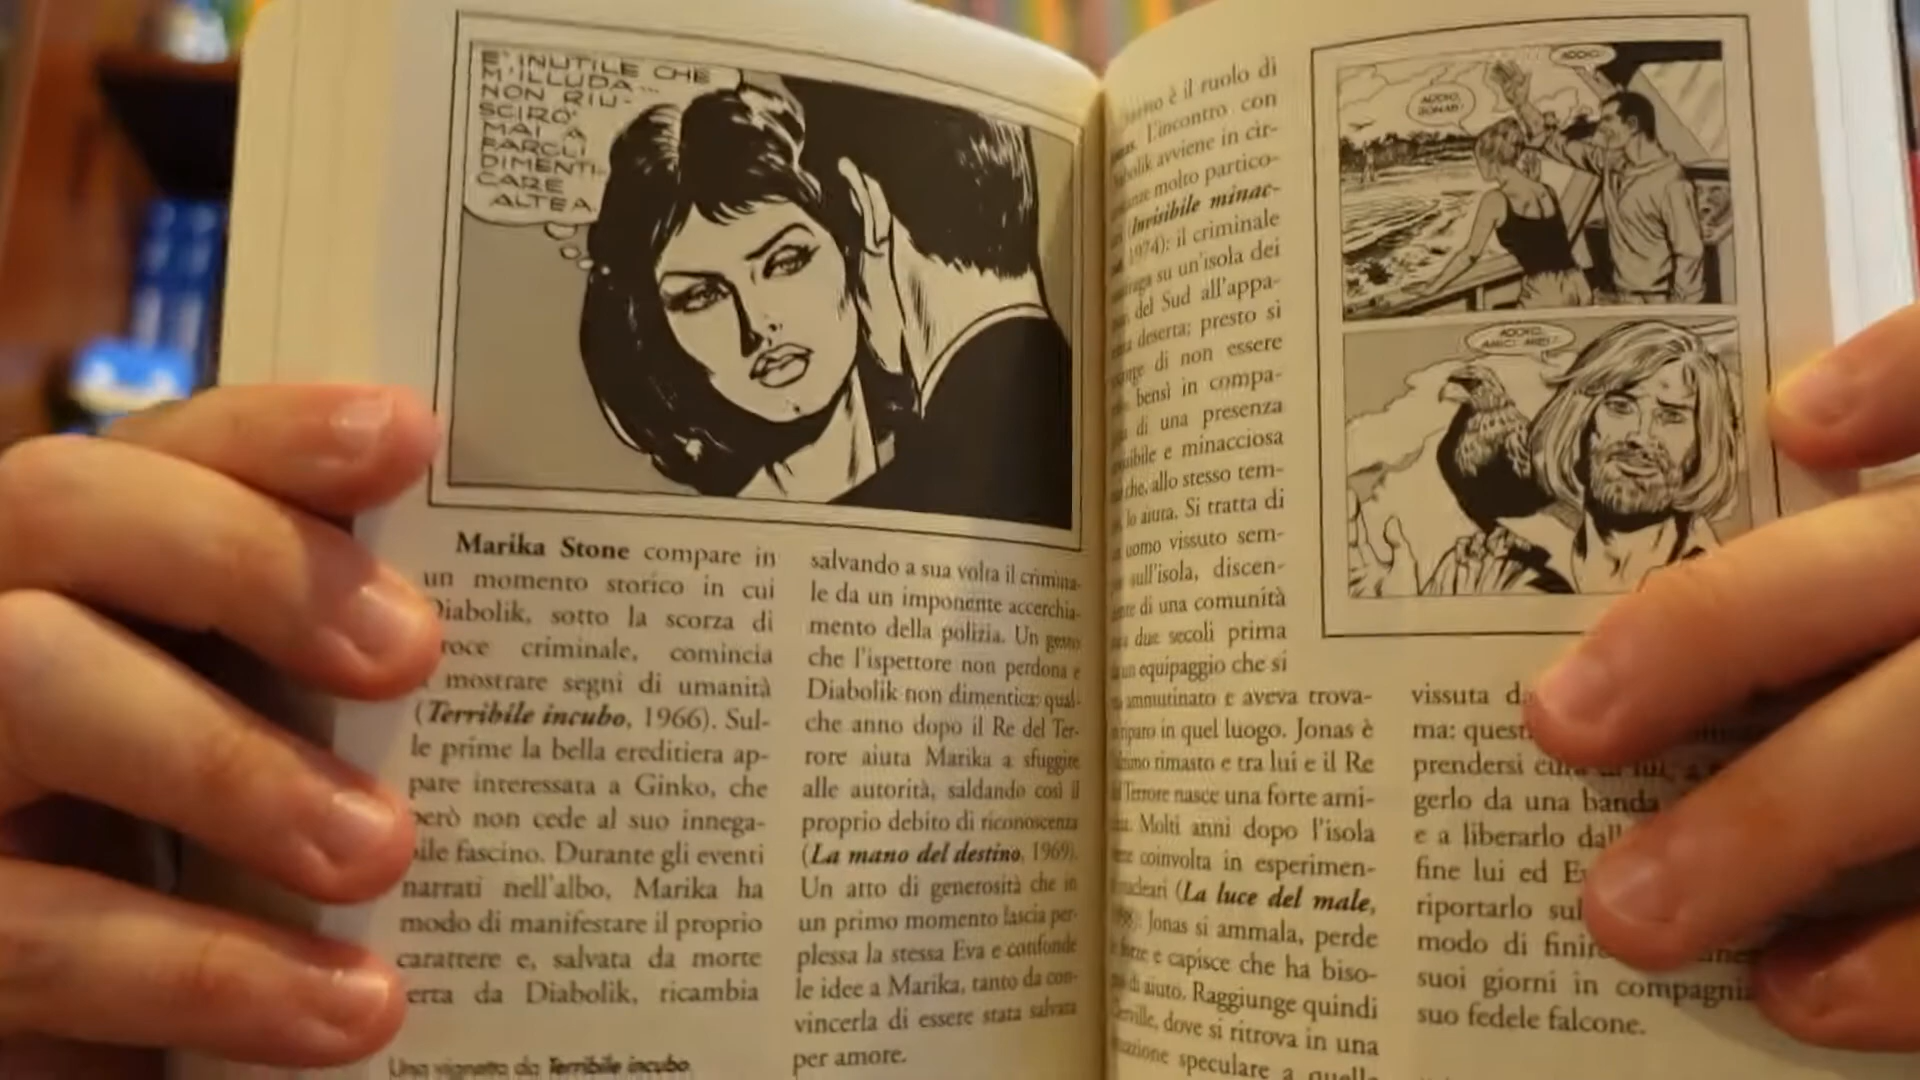 E' INUTILE CHE
M'ILLUDA...
NON RIU-
SCIRO'
MAI A
FARGLI
DIMENTI-
CARE
ALTEA.
Marika Stone compare in
un momento storico in cui
Diabolik, sotto la scorza di
roce criminale, comincia
mostrare segni di umanità
(Terribile incubo, 1966). Sul-
le prime la bella ereditiera ap-
pare interessata a Ginko, che
però non cede al suo innega-
bile fascino. Durante gli eventi
narrati nell'albo, Marika ha
modo di manifestare il proprio
carattere e, salvata da morte
certa da Diabolik, ricambia
Una vignetta da Terribile incubo.
salvando a sua volta il crimina-
le da un imponente accerchia-
mento della polizia. Un gesto
che l'ispettore non perdona e
Diabolik non dimentica: qual-
che anno dopo il Re del Ter-
rore aiuta Marika a sfuggire
alle autorità, saldando così il
proprio debito di riconoscenza
(La mano del destino, 1969).
Un atto di generosità che in
un primo momento lascia per-
plessa la stessa Eva e confonde
le idee a Marika, tanto da con-
vincerla di essere stata salvata
per amore.
è il ruolo di
L'incontro con
avviene in cir-
molto partico-
(Invisibile minac-
1974): il criminale
su un'isola dei
del Sud all'appa-
deserta; presto si
di non essere
bensì in compa-
di una presenza
e minacciosa
che, allo stesso tem-
lo aiuta. Si tratta di
uomo vissuto sem-
sull'isola, discen-
di una comunità
due secoli prima
un equipaggio che si
ammutinato e aveva trova-
in quel luogo. Jonas è
rimasto e tra lui e il Re
Terrore nasce una forte ami-
Molti anni dopo l'isola
coinvolta in esperimen-
(La luce del male,
Jonas si ammala, perde
e capisce che ha biso-
di aiuto. Raggiunge quindi
dove si ritrova in una
speculare a quella
ADDIO!
ADDIO,
JONAS!
ADDIO,
AMICI MIEI!
vissuta
ma:
prendersi cura di lui, a
gerlo da una banda
e a liberarlo
fine lui ed
riportarlo
modo di finire
suoi giorni in compagnia
suo fedele falcone.